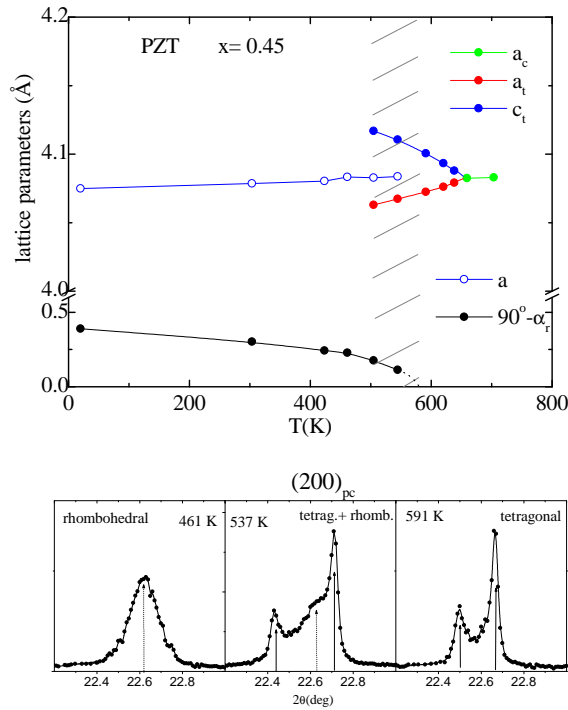 4.2
PZT x= 0.45
a_c
a_t
c_t
lattice parameters (Å)
4.1
4.0
a
90°-α_r
0.5
0.0
0 200 400 600 800
T(K)
(200)_pc
rhombohedral 461 K
537 K tetrag.+ rhomb.
591 K tetragonal
22.4 22.6 22.8 22.4 22.6 22.8 22.4 22.6 22.8
2θ(deg)